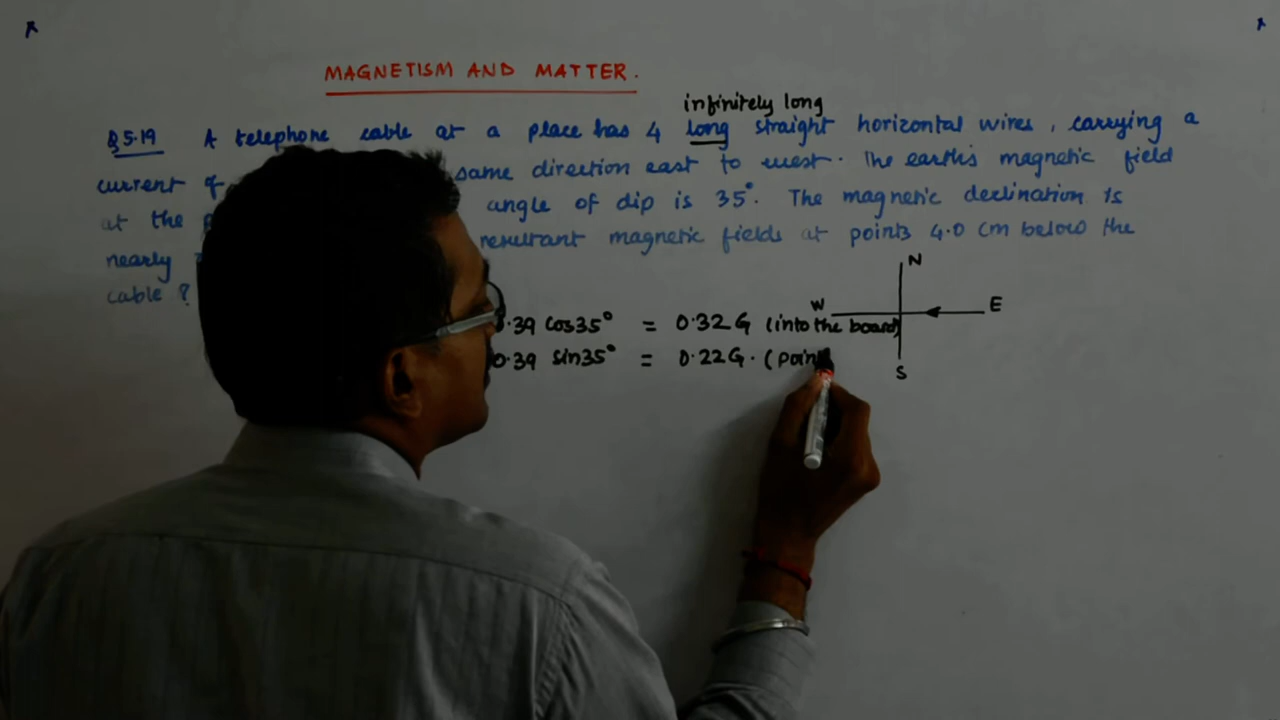 MAGNETISM AND MATTER.
infinitely long
Q 5.19 A telephone cable at a place has 4 long straight horizontal wires, carrying a
current of same direction east to west. The earth's magnetic field
at the angle of dip is 35°. The magnetic declination is
nearly resultant magnetic fields at points 4.0 cm below the
cable?
N
W E
.39 cos35° = 0.32 G (into the board)
0.39 sin35° = 0.22G. (Poin
S